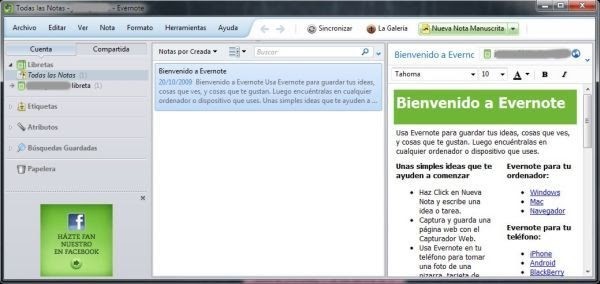 Todas las Notas - - Evernote
Archivo Editar Ver Nota Formato Herramientas Ayuda
Sincronizar La Galería Nueva Nota Manuscrita
Cuenta Compartida
Libretas
Todas las Notas (1)
libreta (1)
Etiquetas
Atributos
Búsquedas Guardadas
Papelera
HÁZTE FAN
NUESTRO
EN FACEBOOK
Notas por Creada
Buscar
Bienvenido a Evernote
20/10/2009 Bienvenido a Evernote Usa Evernote para guardar tus ideas,
cosas que ves, y cosas que te gustan. Luego encuéntralas en cualquier
ordenador o dispositivo que uses. Unas simples ideas que te ayuden a ...
Bienvenido a Evernc
Tahoma 10 A B I
Bienvenido a Evernote
Usa Evernote para guardar tus ideas, cosas que ves,
y cosas que te gustan. Luego encuéntralas en cualquier
ordenador o dispositivo que uses.
Unas simples ideas que te
ayuden a comenzar
Haz Click en Nueva
Nota y escribe una
idea o tarea.
Captura y guarda una
página web con el
Capturador Web.
Usa Evernote en tu
teléfono para tomar
una foto de una
pizarra, tarjeta de
Evernote para tu
ordenador:
Windows
Mac
Navegador
Evernote para tu
teléfono:
iPhone
Android
BlackBerry